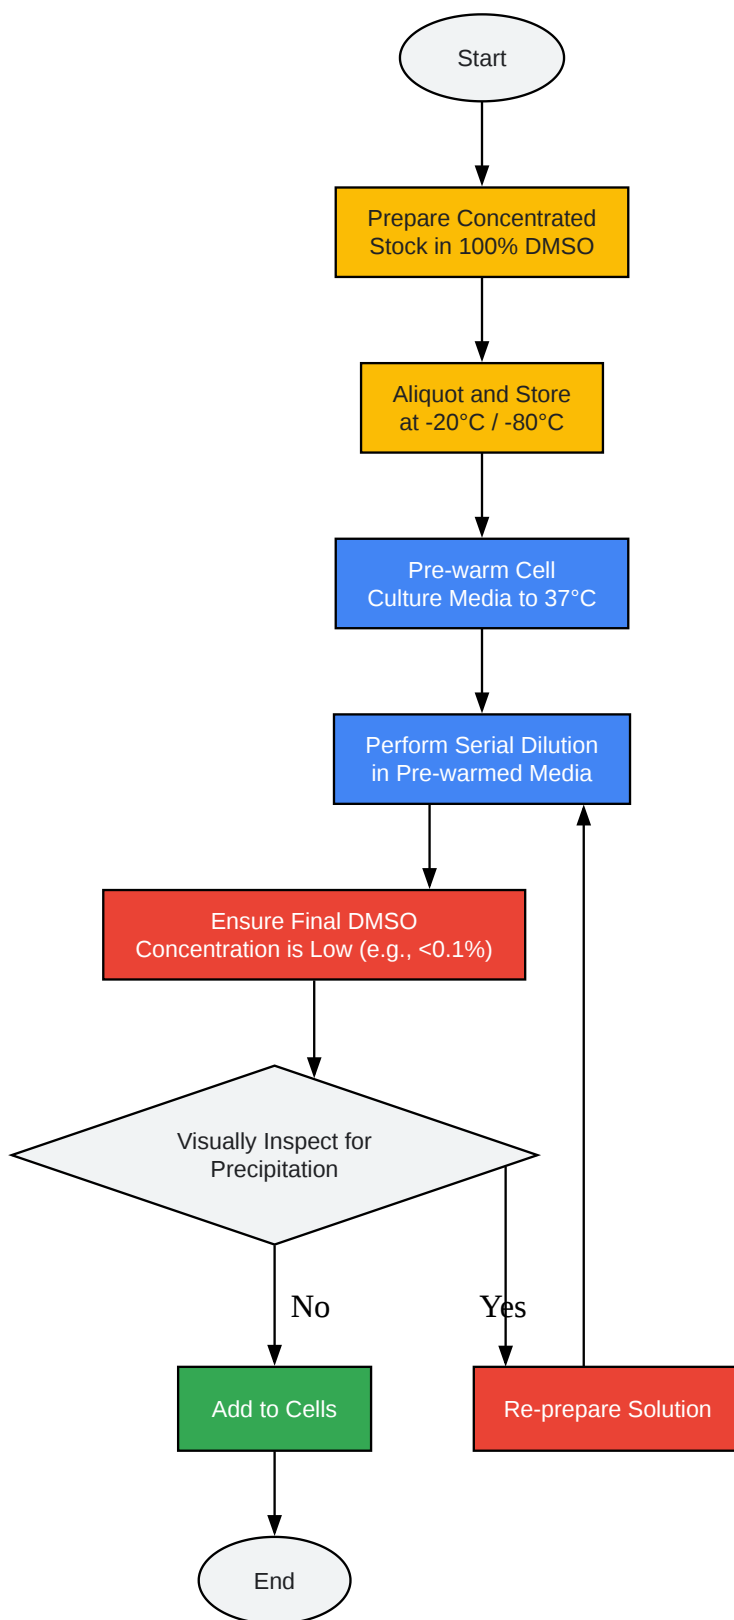 Start
Prepare Concentrated
Stock in 100% DMSO
Aliquot and Store
at -20°C / -80°C
Pre-warm Cell
Culture Media to 37°C
Perform Serial Dilution
in Pre-warmed Media
Ensure Final DMSO
Concentration is Low (e.g., <0.1%)
Visually Inspect for
Precipitation
No
Yes
Add to Cells
Re-prepare Solution
End